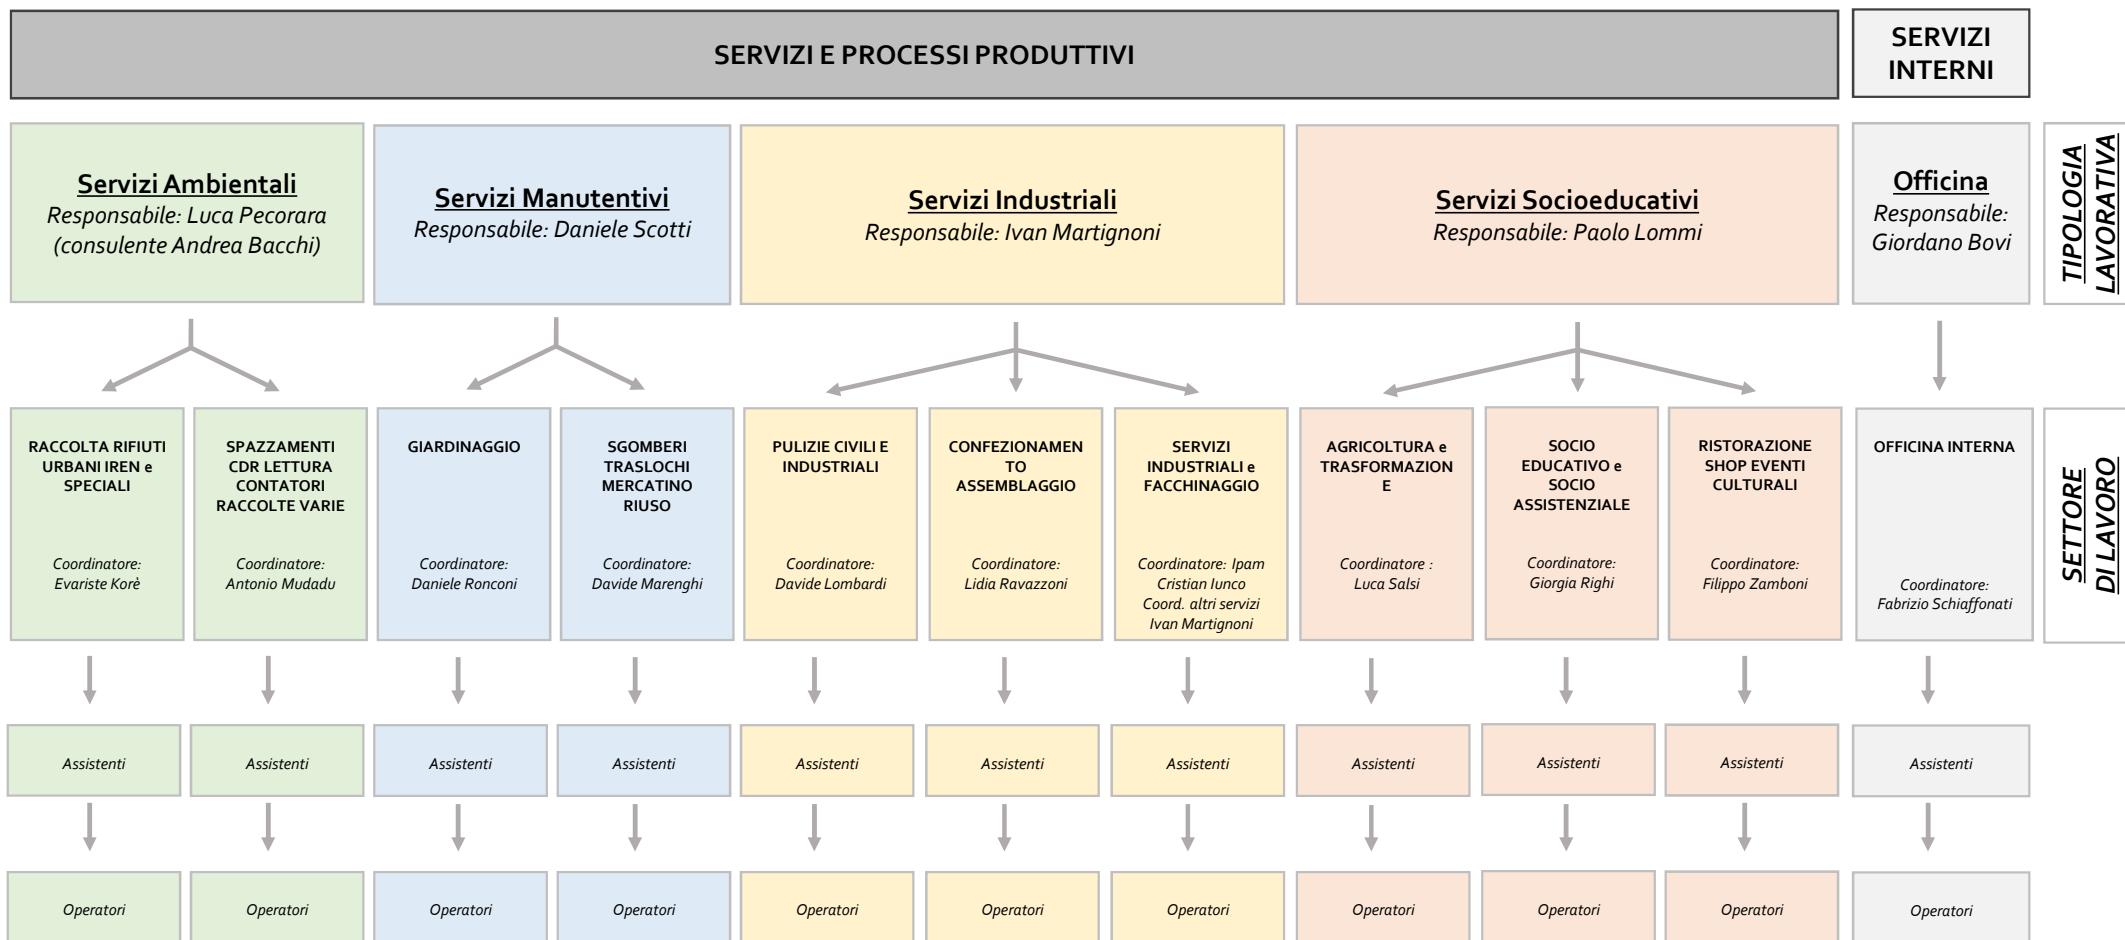 SERVIZI E PROCESSI PRODUTTIVI
SERVIZI
INTERNI
Servizi Ambientali
Responsabile: Luca Pecorara
(consulente Andrea Bacchi)
Servizi Manutentivi
Responsabile: Daniele Scotti
Servizi Industriali
Responsabile: Ivan Martignoni
Servizi Socioeducativi
Responsabile: Paolo Lommi
Officina
Responsabile:
Giordano Bovi
TIPOLOGIA
LAVORATIVA
RACCOLTA RIFIUTI
URBANI IREN e
SPECIALI
Coordinatore:
Evariste Korè
SPAZZAMENTI
CDR LETTURA
CONTATORI
RACCOLTE VARIE
Coordinatore:
Antonio Mudadu
GIARDINAGGIO
Coordinatore:
Daniele Ronconi
SGOMBERI
TRASLOCHI
MERCATINO
RIUSO
Coordinatore:
Davide Marenghi
PULIZIE CIVILI E
INDUSTRIALI
Coordinatore:
Davide Lombardi
CONFEZIONAMEN
TO
ASSEMBLAGGIO
Coordinatore:
Lidia Ravazzoni
SERVIZI
INDUSTRIALI e
FACCHINAGGIO
Coordinatore: Ipam
Cristian Iunco
Coord. altri servizi
Ivan Martignoni
AGRICOLTURA e
TRASFORMAZION
E
Coordinatore :
Luca Salsi
SOCIO
EDUCATIVO e
SOCIO
ASSISTENZIALE
Coordinatore:
Giorgia Righi
RISTORAZIONE
SHOP EVENTI
CULTURALI
Coordinatore:
Filippo Zamboni
OFFICINA INTERNA
Coordinatore:
Fabrizio Schiaffonati
SETTORE
DI LAVORO
Assistenti
Assistenti
Assistenti
Assistenti
Assistenti
Assistenti
Assistenti
Assistenti
Assistenti
Assistenti
Assistenti
Operatori
Operatori
Operatori
Operatori
Operatori
Operatori
Operatori
Operatori
Operatori
Operatori
Operatori